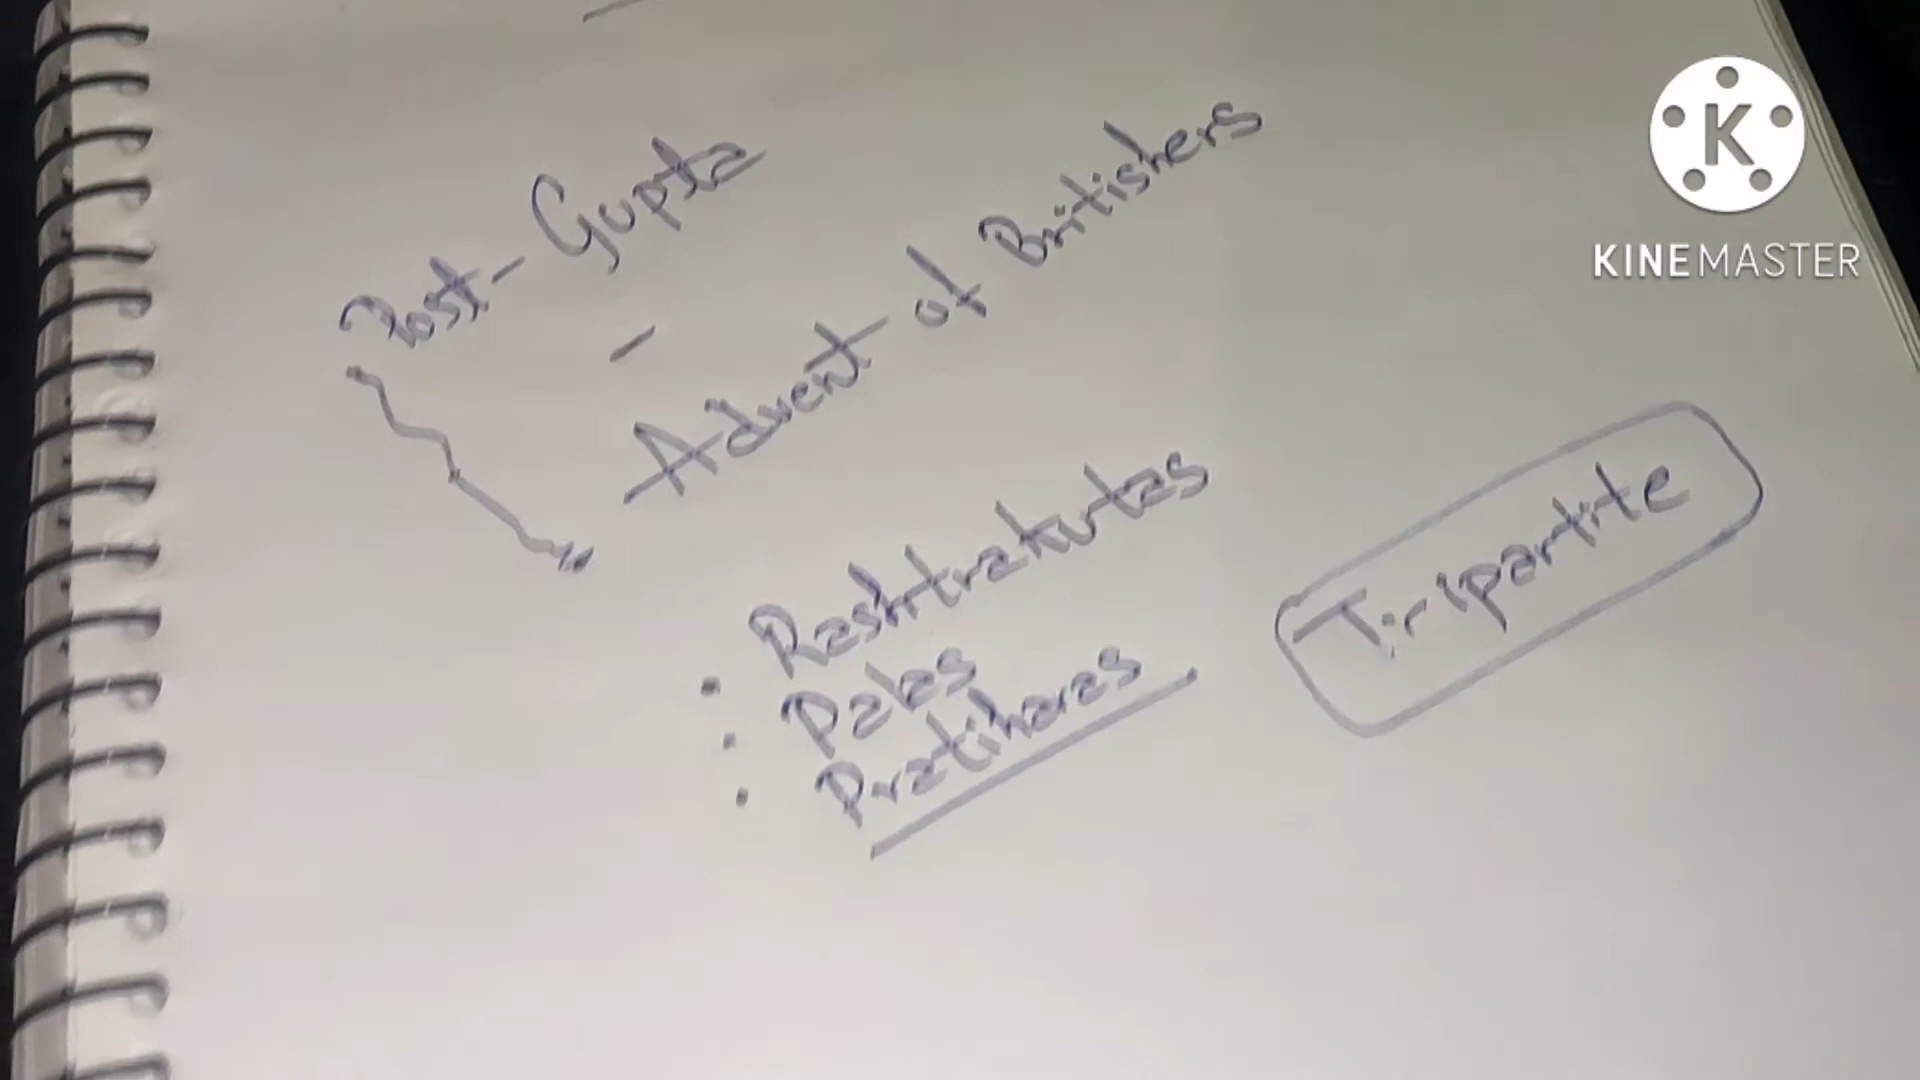 Post-Gupta
-
Advent of Britishers
. Rashtrakutas
. Palas
. Pratiharas
Tripartite
K
KINEMASTER